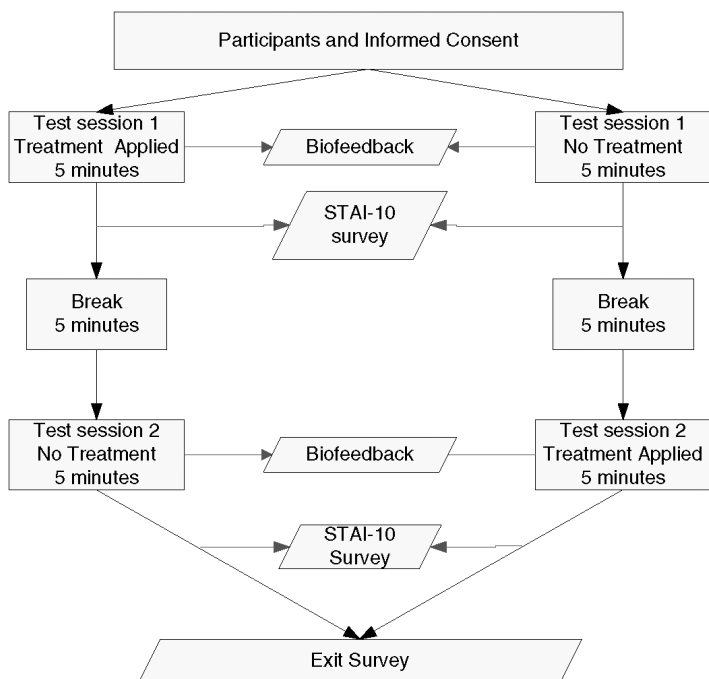 Participants and Informed Consent
Test session 1
Treatment Applied
5 minutes
Biofeedback
Test session 1
No Treatment
5 minutes
STAI-10
survey
Break
5 minutes
Break
5 minutes
Test session 2
No Treatment
5 minutes
Biofeedback
Test session 2
Treatment Applied
5 minutes
STAI-10
Survey
Exit Survey